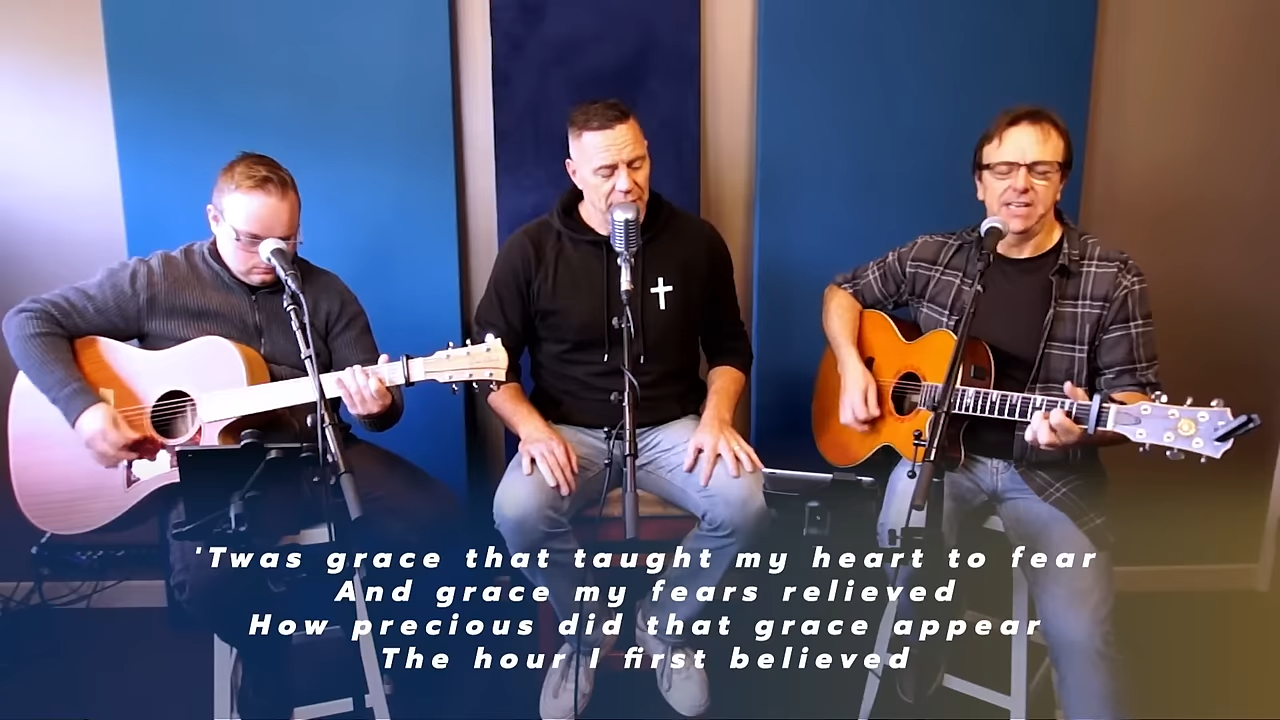 'Twas grace that taught my heart to fear
And grace my fears relieved
How precious did that grace appear
The hour I first believed